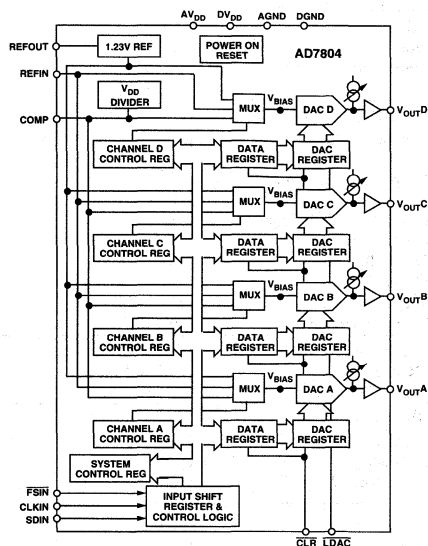 AVDD DVDD AGND DGND
REFOUT
1.23V REF
POWER ON
RESET
AD7804
REFIN
VDD
DIVIDER
COMP
MUX
VBIAS
DAC D
VOUTD
CHANNEL D
CONTROL REG
DATA
REGISTER
DAC
REGISTER
MUX
VBIAS
DAC C
VOUTC
CHANNEL C
CONTROL REG
DATA
REGISTER
DAC
REGISTER
MUX
VBIAS
DAC B
VOUTB
CHANNEL B
CONTROL REG
DATA
REGISTER
DAC
REGISTER
MUX
VBIAS
DAC A
VOUTA
CHANNEL A
CONTROL REG
DATA
REGISTER
DAC
REGISTER
SYSTEM
CONTROL REG
FSIN
CLKIN
SDIN
INPUT SHIFT
REGISTER &
CONTROL LOGIC
CLR LDAC